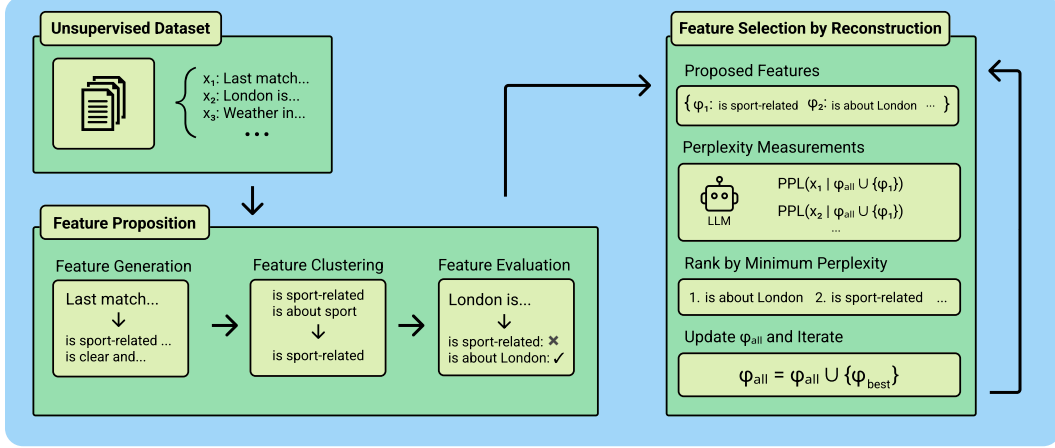 Unsupervised Dataset
x₁: Last match...
x₂: London is...
x₃: Weather in...
...
Feature Proposition
Feature Generation
Last match...
is sport-related ...
is clear and...
Feature Clustering
is sport-related
is about sport
is sport-related
Feature Evaluation
London is...
is sport-related: ✖
is about London: ✓
Feature Selection by Reconstruction
Proposed Features
{φ₁: is sport-related φ₂: is about London ... }
Perplexity Measurements
LLM
PPL(x₁ | φall ∪ {φ₁})
PPL(x₂ | φall ∪ {φ₁})
...
Rank by Minimum Perplexity
1. is about London 2. is sport-related ...
Update φall and Iterate
φall = φall ∪ {φbest}